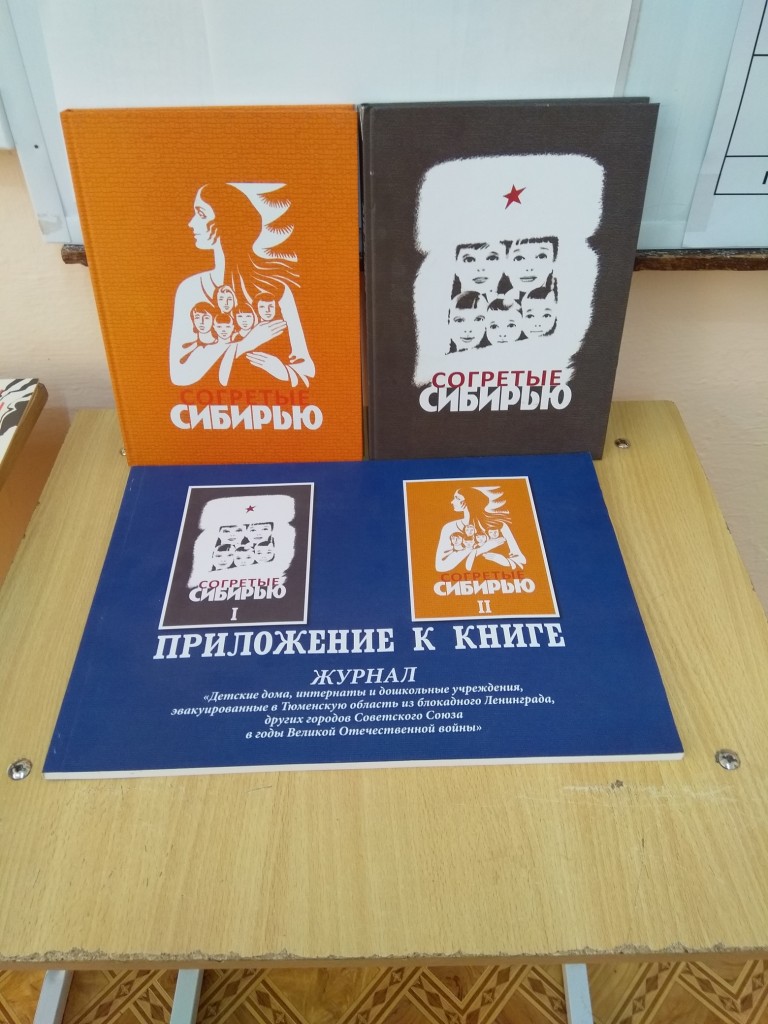 СОГРЕТЫЕ
СИБИРЬЮ
СОГРЕТЫЕ
СИБИРЬЮ
СОГРЕТЫЕ
СИБИРЬЮ
I
СОГРЕТЫЕ
СИБИРЬЮ
II
ПРИЛОЖЕНИЕ К КНИГЕ
ЖУРНАЛ
«Детские дома, интернаты и дошкольные учреждения,
эвакуированные в Тюменскую область из блокадного Ленинграда,
других городов Советского Союза
в годы Великой Отечественной войны»